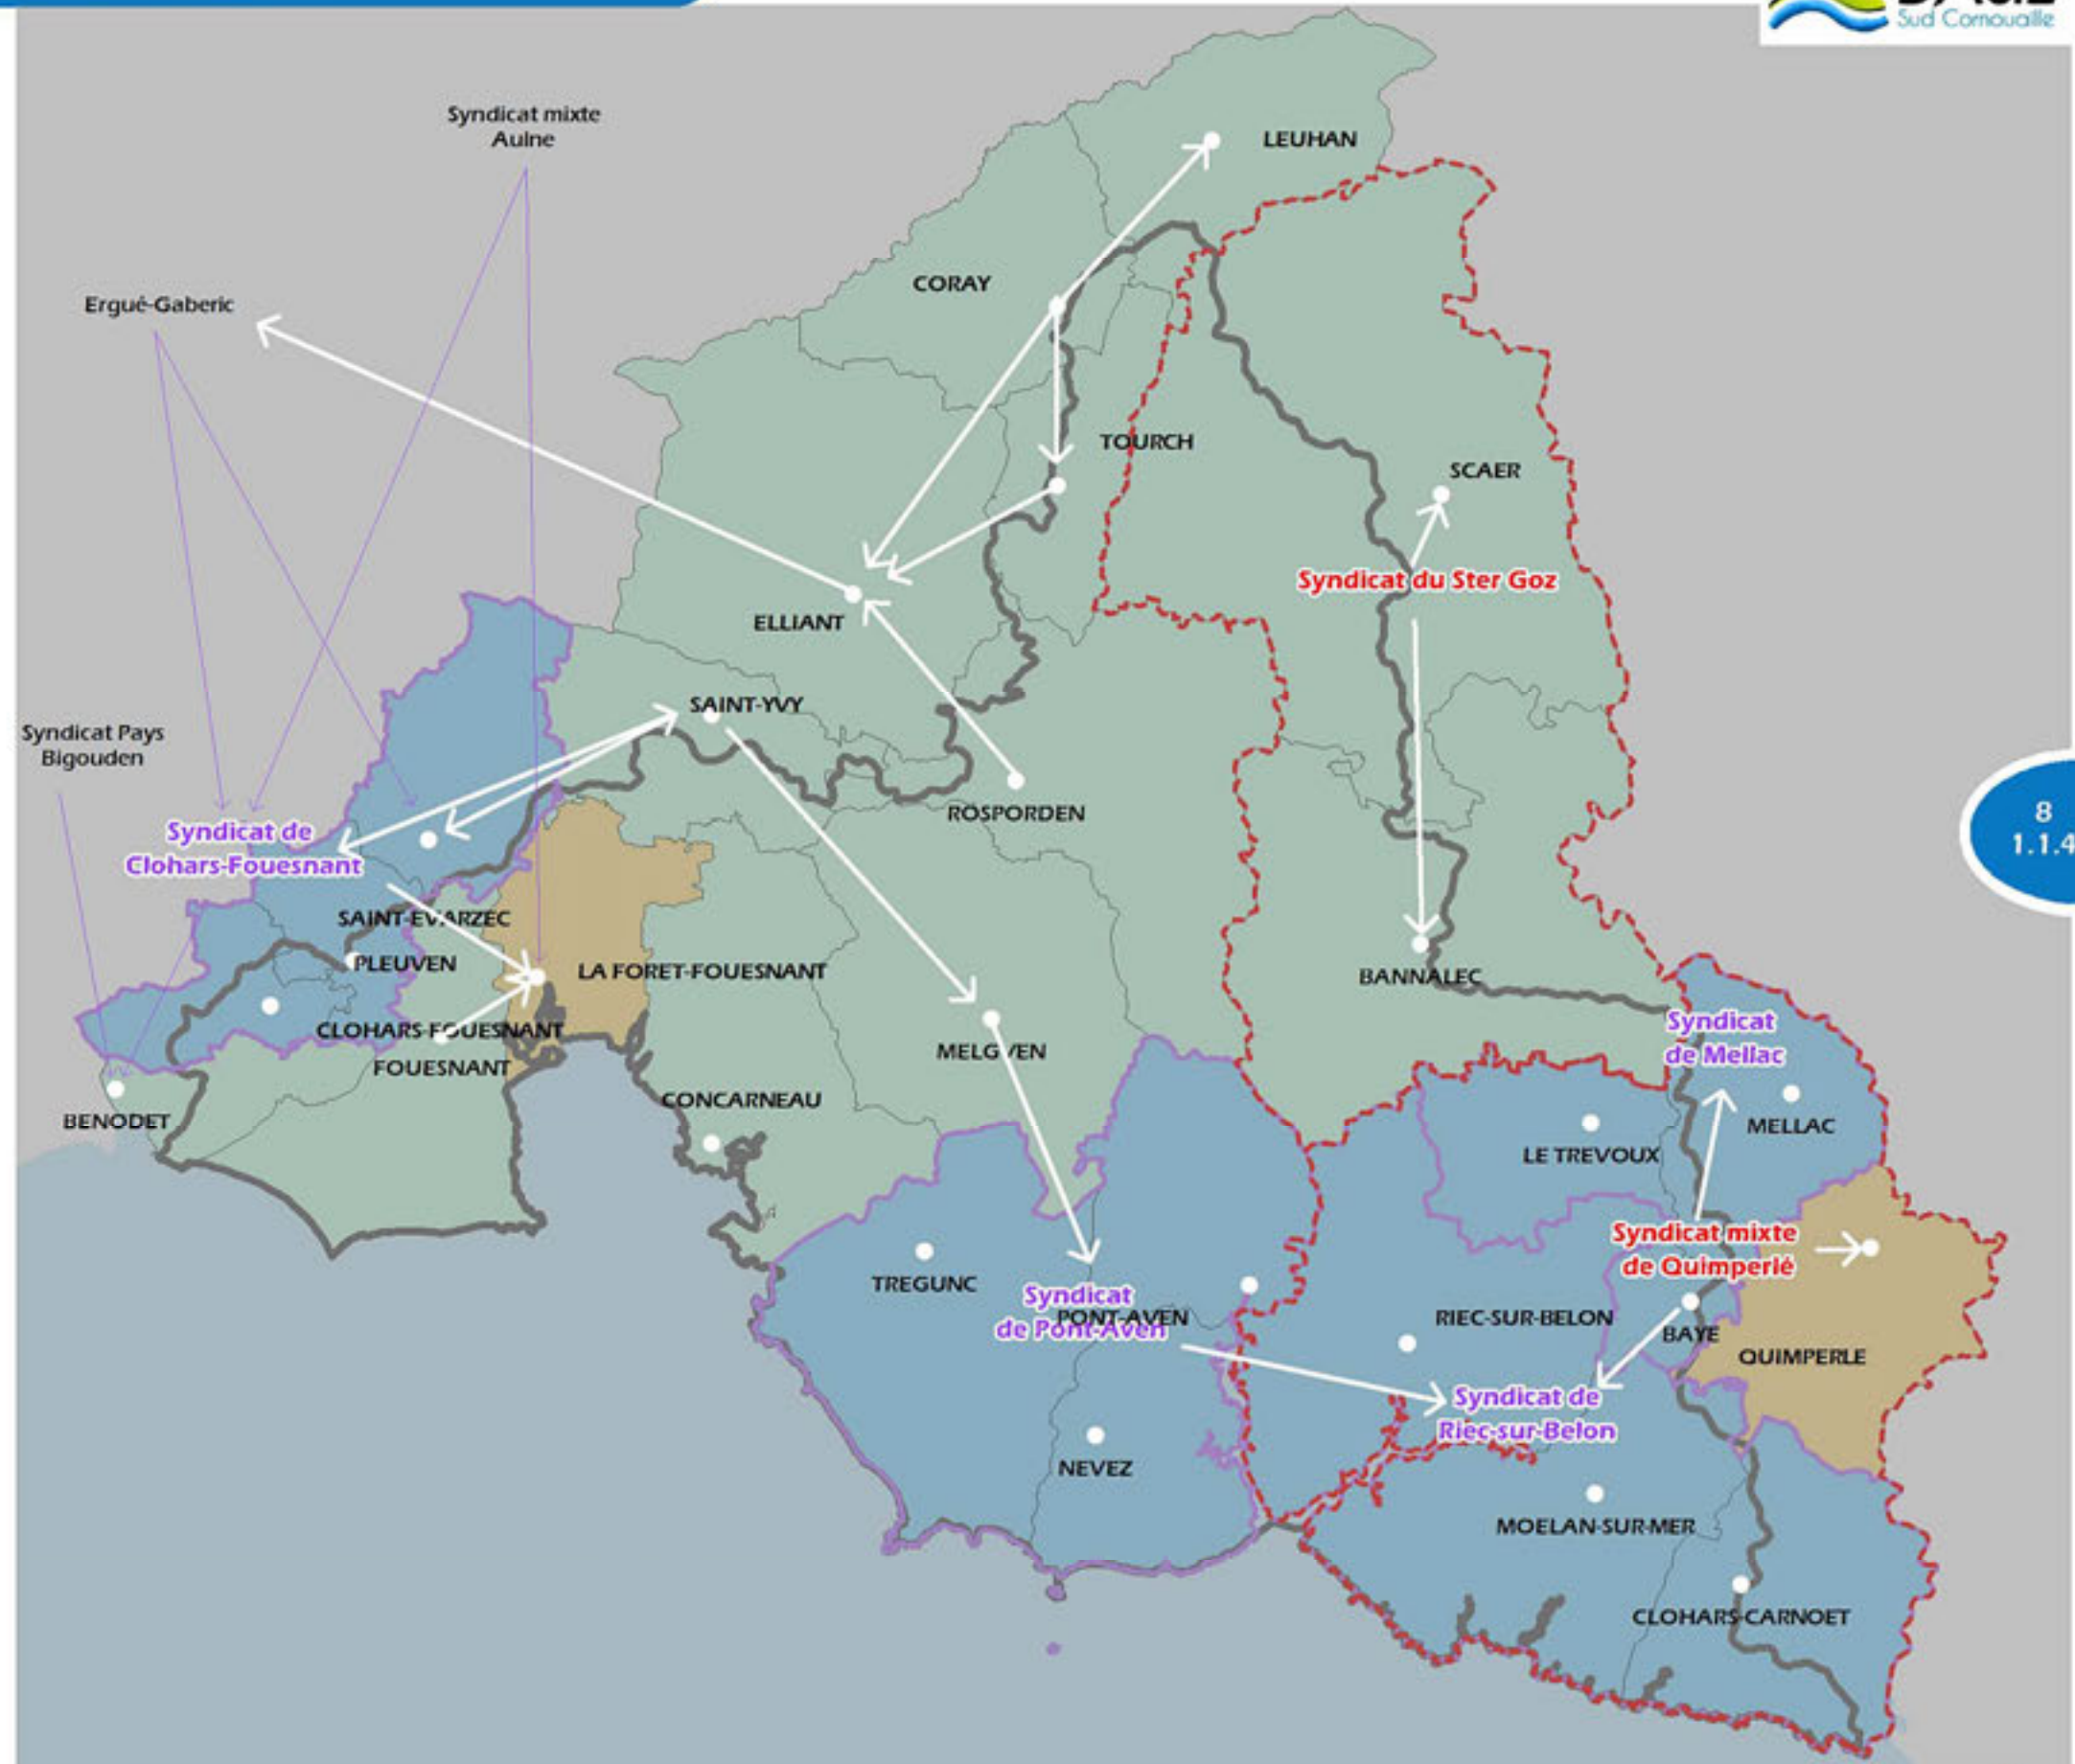 Sud Cornouaille
Syndicat mixte
Aulne
LEUHAN
CORAY
Ergué-Gaberic
TOURCH
SCAER
Syndicat du Ster Goz
ELLIANT
SAINT-YVY
Syndicat Pays
Bigouden
ROSPORDEN
8
1.1.4
Syndicat de
Clohars-Fouesnant
SAINT-EVARZEC
PLEUVEN
LA FORET-FOUESNANT
BANNALEC
Syndicat
de Mellac
CLOHARS-FOUESNANT
FOUESNANT
MELGVEN
CONCARNEAU
BENODET
MELLAC
LE TREVOUX
Syndicat mixte
de Quimperlé
TREGUNC
Syndicat
de Pont-Aven
PONT-AVEN
RIEC-SUR-BELON
BAYE
QUIMPERLE
Syndicat de
Riec-sur-Belon
NEVEZ
MOELAN-SUR-MER
CLOHARS-CARNOET